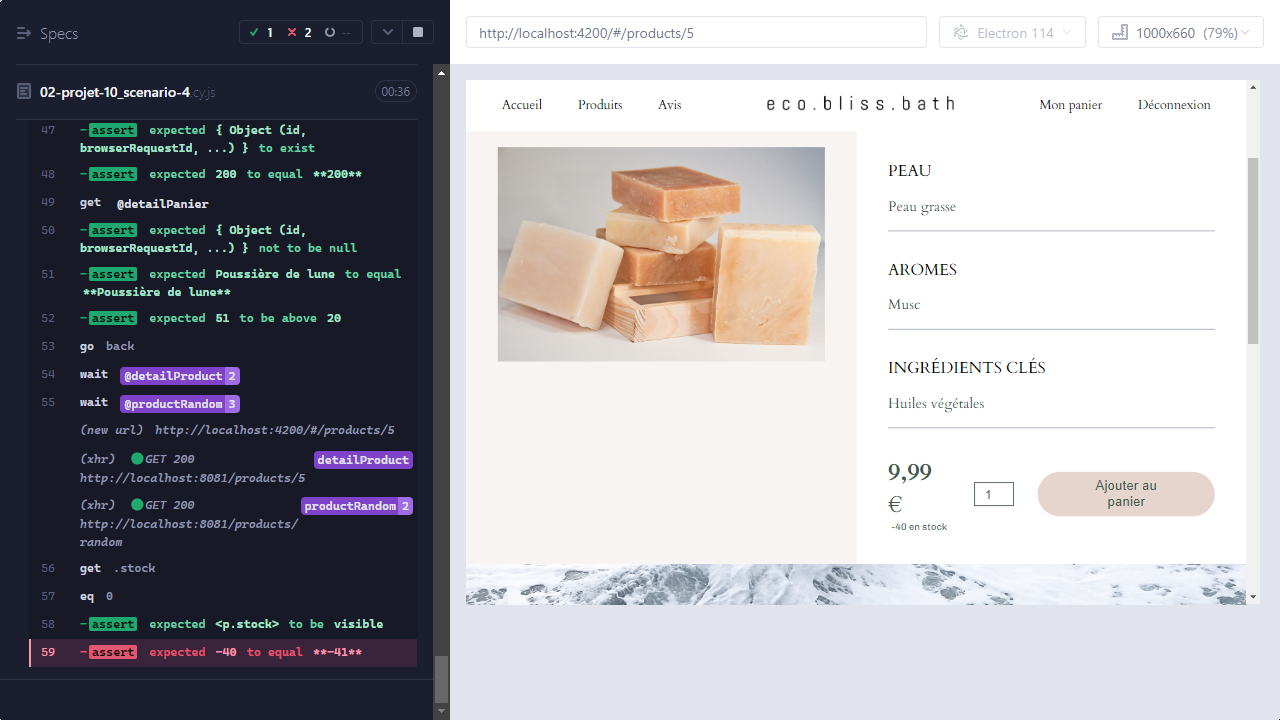 Specs
1
2
--
02-projet-10_scenario-4.cy.js
00:36
47 -assert expected { Object (id,
browserRequestId, ...) } to exist
48 -assert expected 200 to equal **200**
49 get @detailPanier
50 -assert expected { Object (id,
browserRequestId, ...) } not to be null
51 -assert expected Poussière de lune to equal
**Poussière de lune**
52 -assert expected 51 to be above 20
53 go back
54 wait @detailProduct 2
55 wait @productRandom 3
(new url) http://localhost:4200/#/products/5
(xhr) GET 200 detailProduct
http://localhost:8081/products/5
(xhr) GET 200 productRandom 2
http://localhost:8081/products/
random
56 get .stock
57 eq 0
58 -assert expected <p.stock> to be visible
59 -assert expected -40 to equal **-41**
http://localhost:4200/#/products/5
Electron 114
1000x660 (79%)
Accueil
Produits
Avis
eco.bliss.bath
Mon panier
Déconnexion
PEAU
Peau grasse
AROMES
Musc
INGRÉDIENTS CLÉS
Huiles végétales
9,99
€
-40 en stock
1
Ajouter au
panier